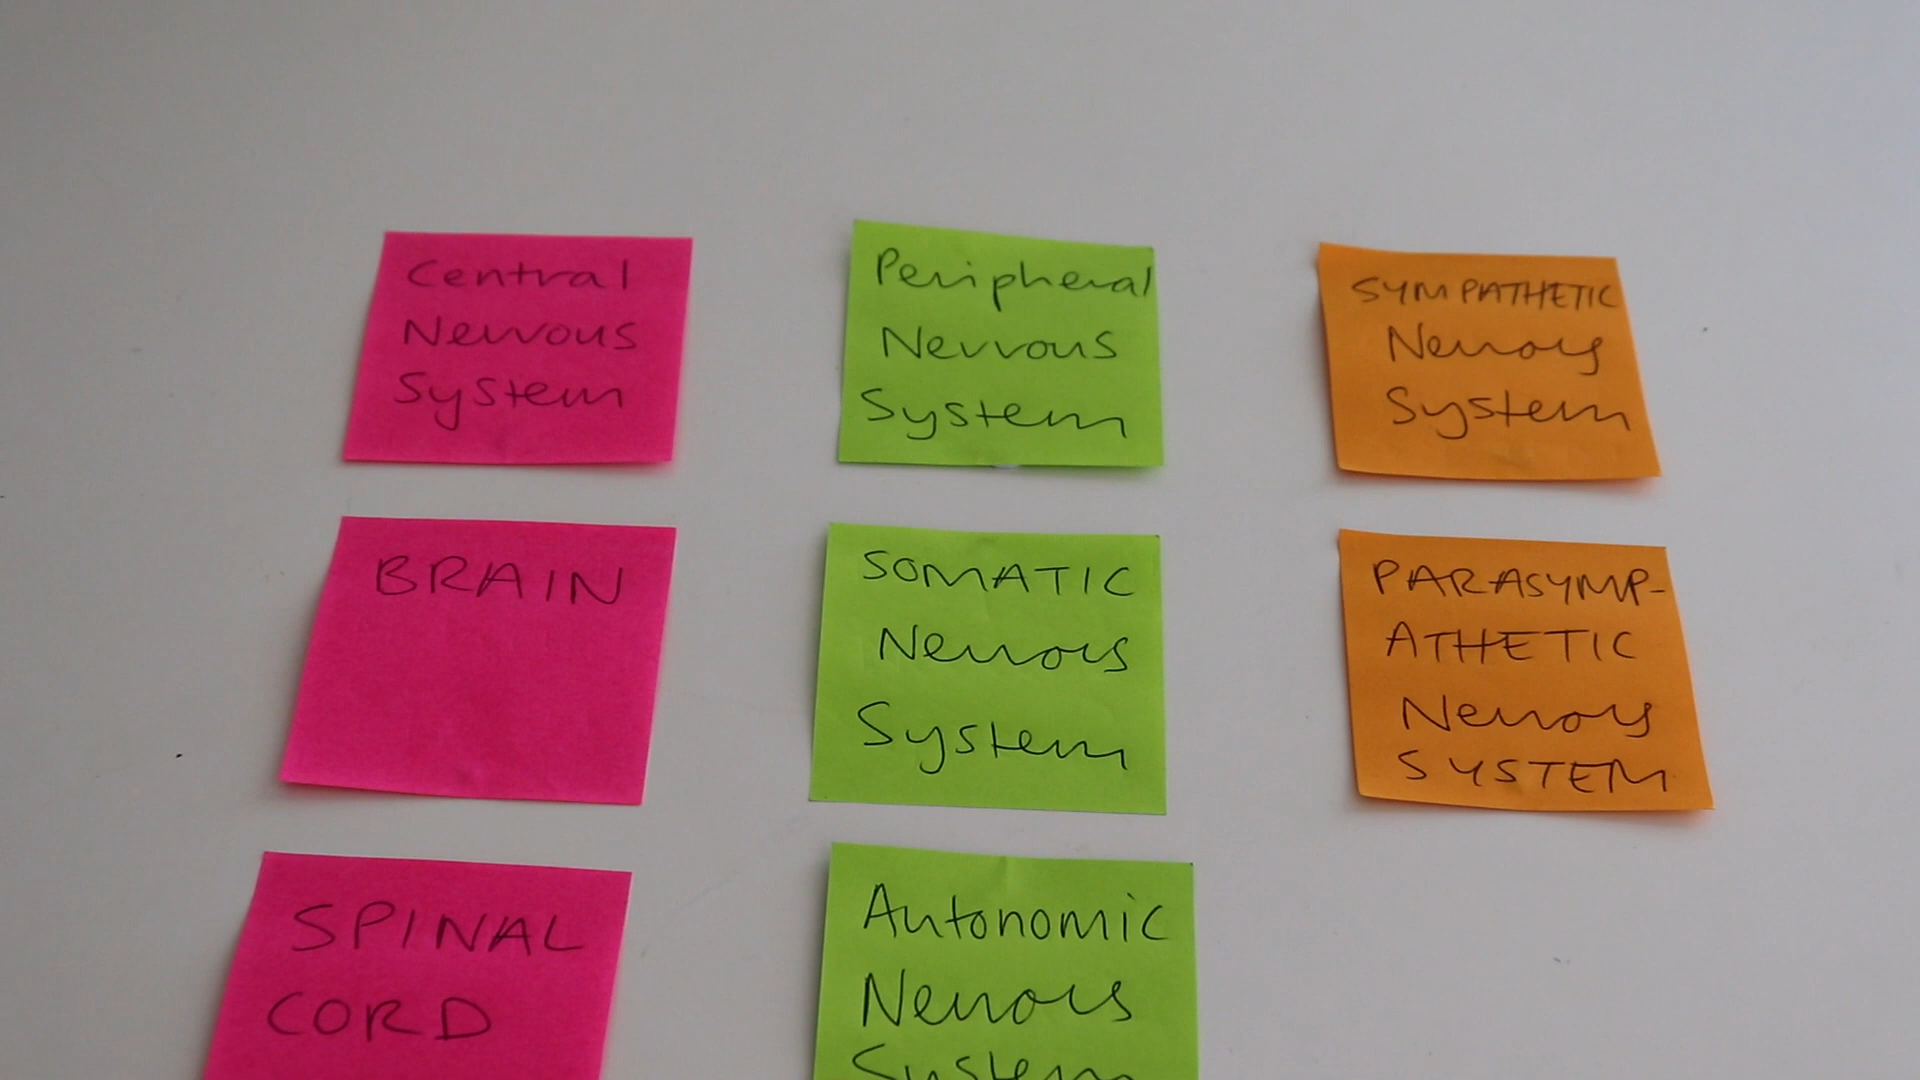 Central
Nervous
System
BRAIN
SPINAL
CORD
Peripheral
Nervous
System
SOMATIC
Nervous
System
Autonomic
Nervous
System
SYMPATHETIC
Nervous
System
PARASYMP-
ATHETIC
Nervous
SYSTEM